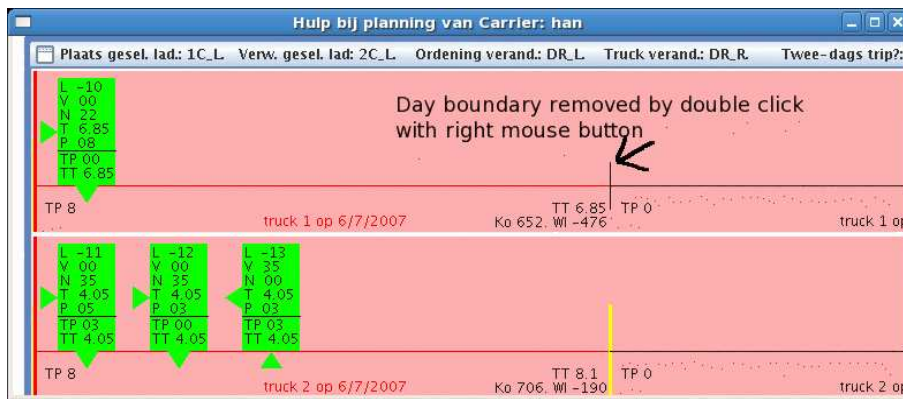 Hulp bij planning van Carrier: han
Plaats gesel. lad.: 1C_L. Verw. gesel. lad: 2C_L. Ordening verand.: DR_L. Truck verand.: DR_R. Twee-dags trip?:
L -10
V 00
N 22
T 6.85
P 08
TP 00
TT 6.85
Day boundary removed by double click
with right mouse button
TP 8
TT 6.85 TP 0
truck 1 op 6/7/2007
Ko 652. WI -476
truck 1 op
L -11 L -12 L -13
V 00 V 00 V 35
N 35 N 35 N 00
T 4.05 T 4.05 T 4.05
P 05 P 03 P 03
TP 03 TP 00 TP 03
TT 4.05 TT 4.05 TT 4.05
TP 8
TT 8.1 TP 0
truck 2 op 6/7/2007
Ko 706. WI -190
truck 2 op